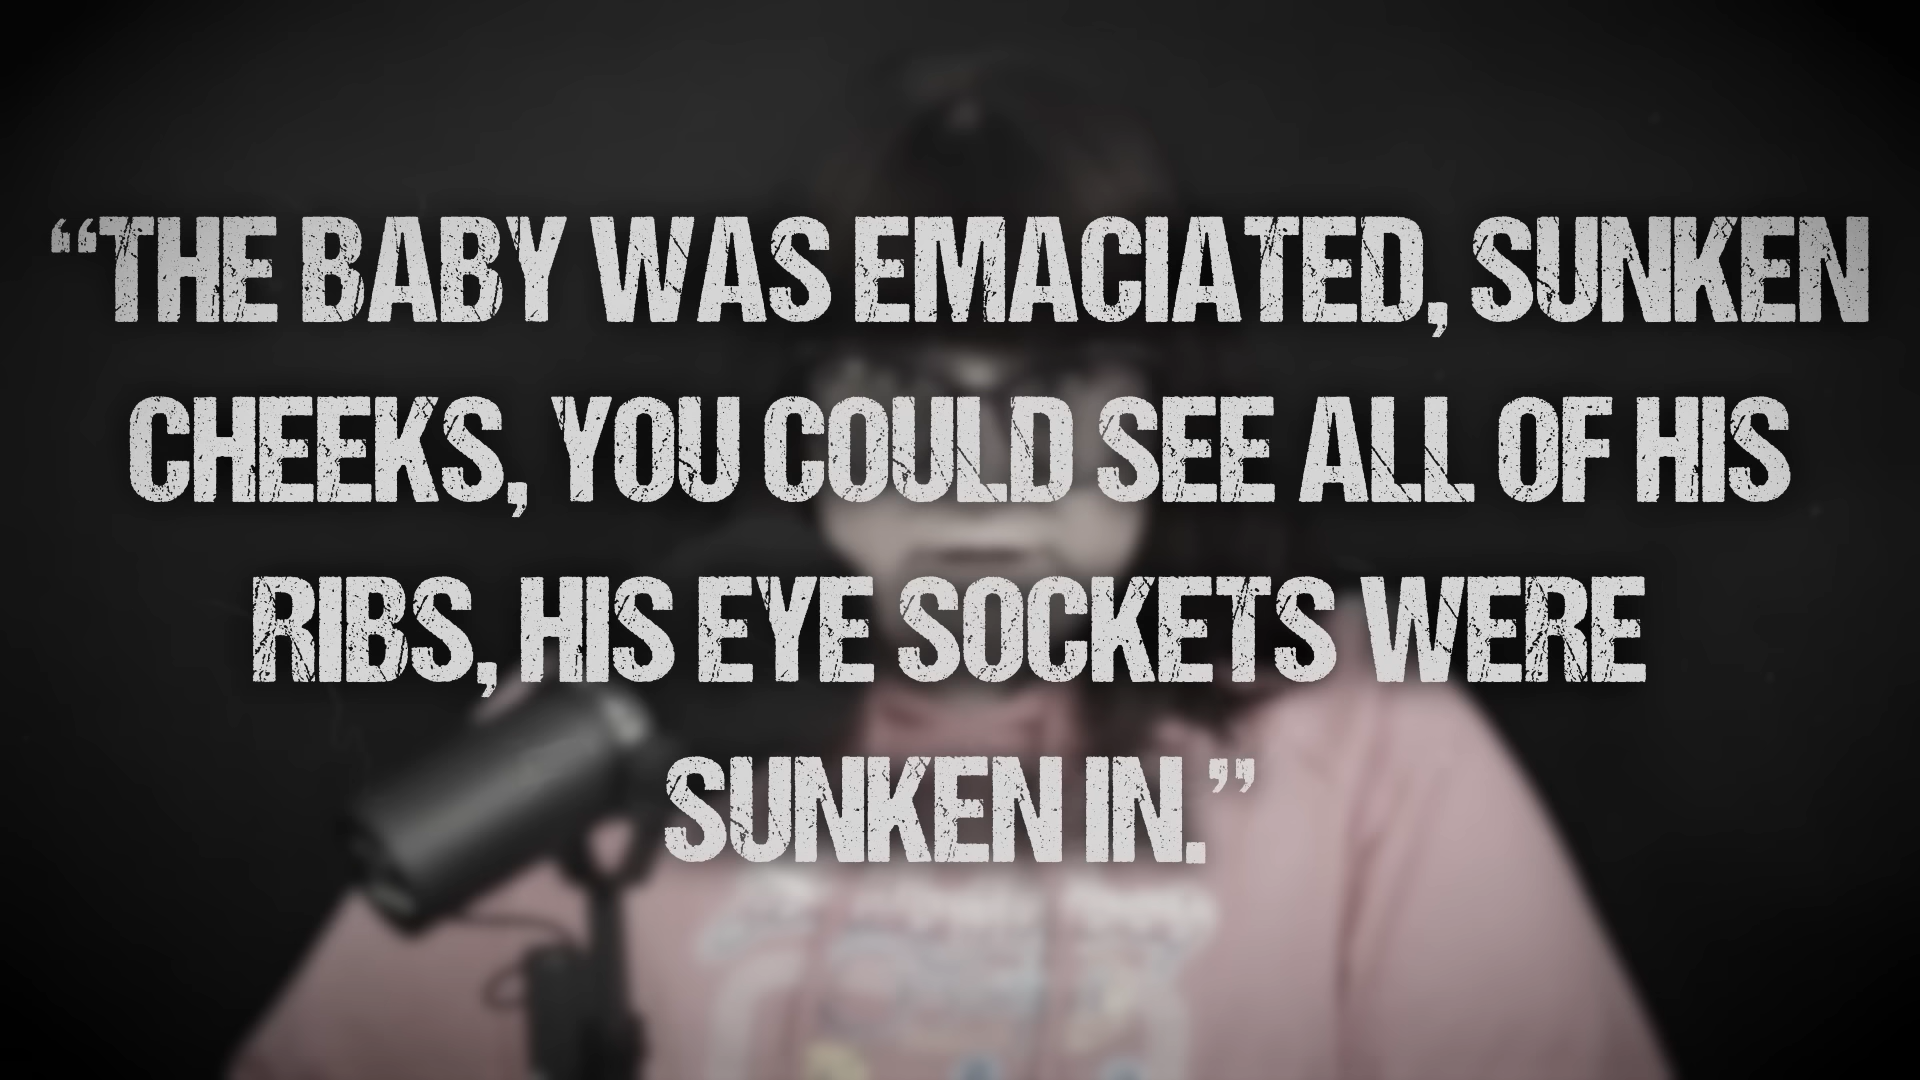 “THE BABY WAS EMACIATED, SUNKEN
CHEEKS, YOU COULD SEE ALL OF HIS
RIBS, HIS EYE SOCKETS WERE
SUNKEN IN.”